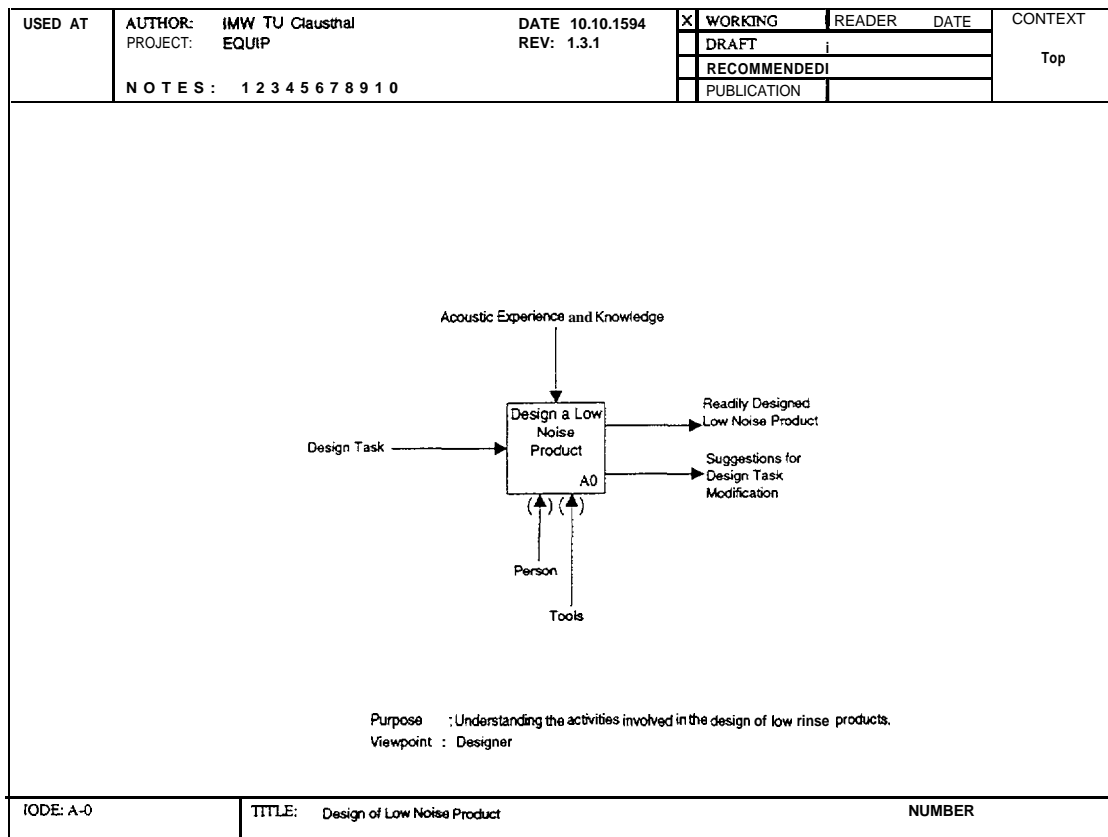 USED AT
AUTHOR: IMW TU Clausthal
DATE 10.10.1594
PROJECT: EQUIP
REV: 1.3.1
NOTES: 1 2 3 4 5 6 7 8 9 10
X WORKING
READER DATE
DRAFT
RECOMMENDED
PUBLICATION
CONTEXT
Top
Acoustic Experience and Knowledge
Design Task
Design a Low
Noise
Product
A0
Readily Designed
Low Noise Product
Suggestions for
Design Task
Modification
( ) ( )
Person
Tools
Purpose : Understanding the activities involved in the design of low rinse products.
Viewpoint : Designer
IODE: A-0
TITLE: Design of Low Noise Product
NUMBER